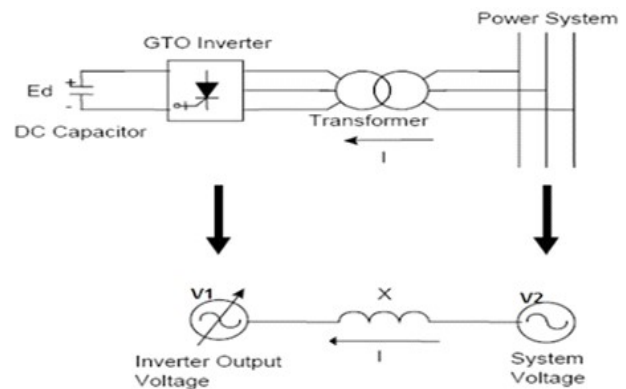 Power System
GTO Inverter
Ed
+
-
DC Capacitor
Transformer
I
V1
X
V2
I
Inverter Output
Voltage
System
Voltage